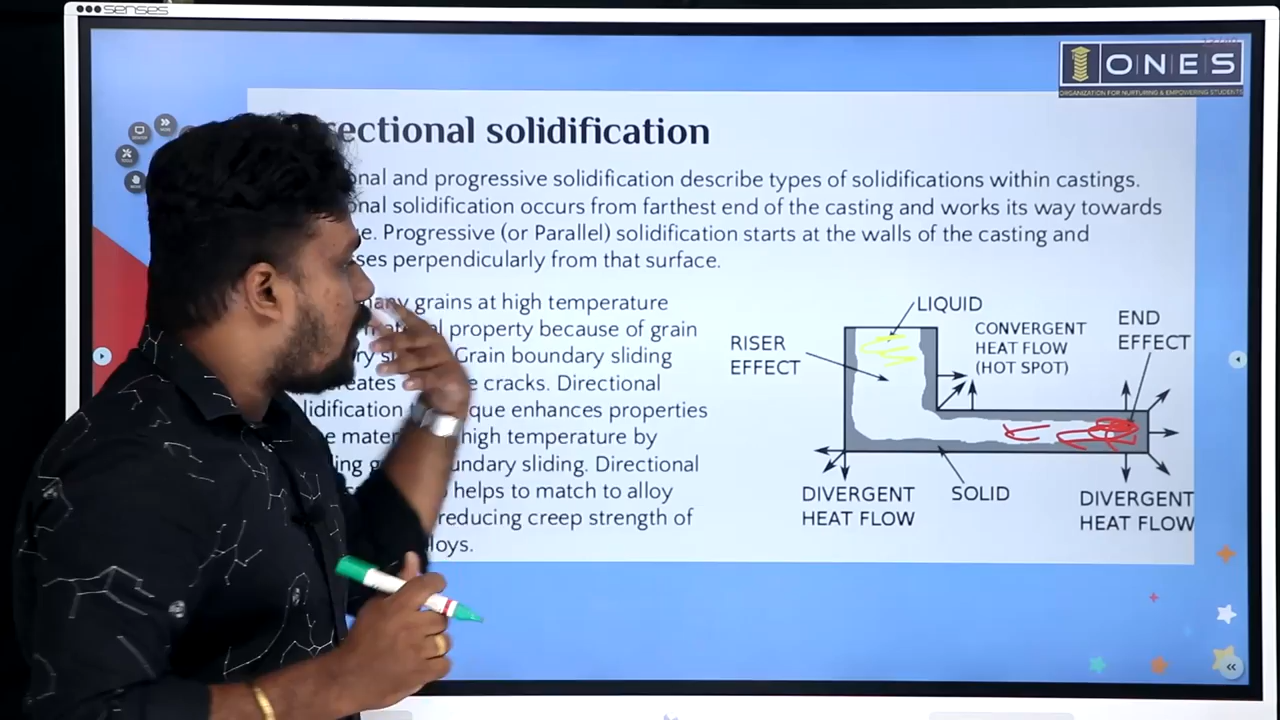 senses
ONES
ORGANIZATION FOR NURTURING & EMPOWERING STUDENTS
rectional solidification
onal and progressive solidification describe types of solidifications within castings.
onal solidification occurs from farthest end of the casting and works its way towards
e. Progressive (or Parallel) solidification starts at the walls of the casting and
sses perpendicularly from that surface.
many grains at high temperature
property because of grain
ry Grain boundary sliding
reates e cracks. Directional
lidification que enhances properties
e mater high temperature by
ing undary sliding. Directional
helps to match to alloy
reducing creep strength of
loys.
LIQUID
RISER
EFFECT
CONVERGENT
HEAT FLOW
(HOT SPOT)
END
EFFECT
DIVERGENT
HEAT FLOW
SOLID
DIVERGENT
HEAT FLOW